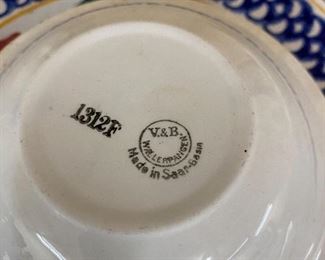 1312F
V.&B.
WALLERFANGEN
Made in Saar-basin